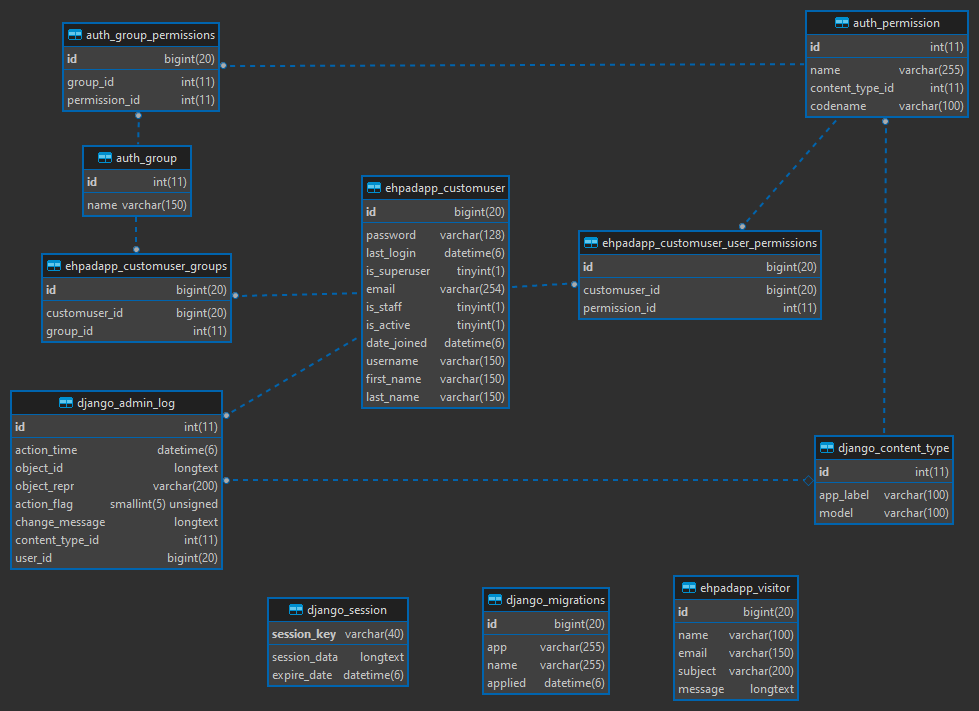 auth_group_permissions
id bigint(20)
group_id int(11)
permission_id int(11)
auth_permission
id int(11)
name varchar(255)
content_type_id int(11)
codename varchar(100)
auth_group
id int(11)
name varchar(150)
ehpadapp_customuser
id bigint(20)
password varchar(128)
last_login datetime(6)
is_superuser tinyint(1)
email varchar(254)
is_staff tinyint(1)
is_active tinyint(1)
date_joined datetime(6)
username varchar(150)
first_name varchar(150)
last_name varchar(150)
ehpadapp_customuser_user_permissions
id bigint(20)
customuser_id bigint(20)
permission_id int(11)
ehpadapp_customuser_groups
id bigint(20)
customuser_id bigint(20)
group_id int(11)
django_admin_log
id int(11)
action_time datetime(6)
object_id longtext
object_repr varchar(200)
action_flag smallint(5) unsigned
change_message longtext
content_type_id int(11)
user_id bigint(20)
django_content_type
id int(11)
app_label varchar(100)
model varchar(100)
django_session
session_key varchar(40)
session_data longtext
expire_date datetime(6)
django_migrations
id bigint(20)
app varchar(255)
name varchar(255)
applied datetime(6)
ehpadapp_visitor
id bigint(20)
name varchar(100)
email varchar(150)
subject varchar(200)
message longtext